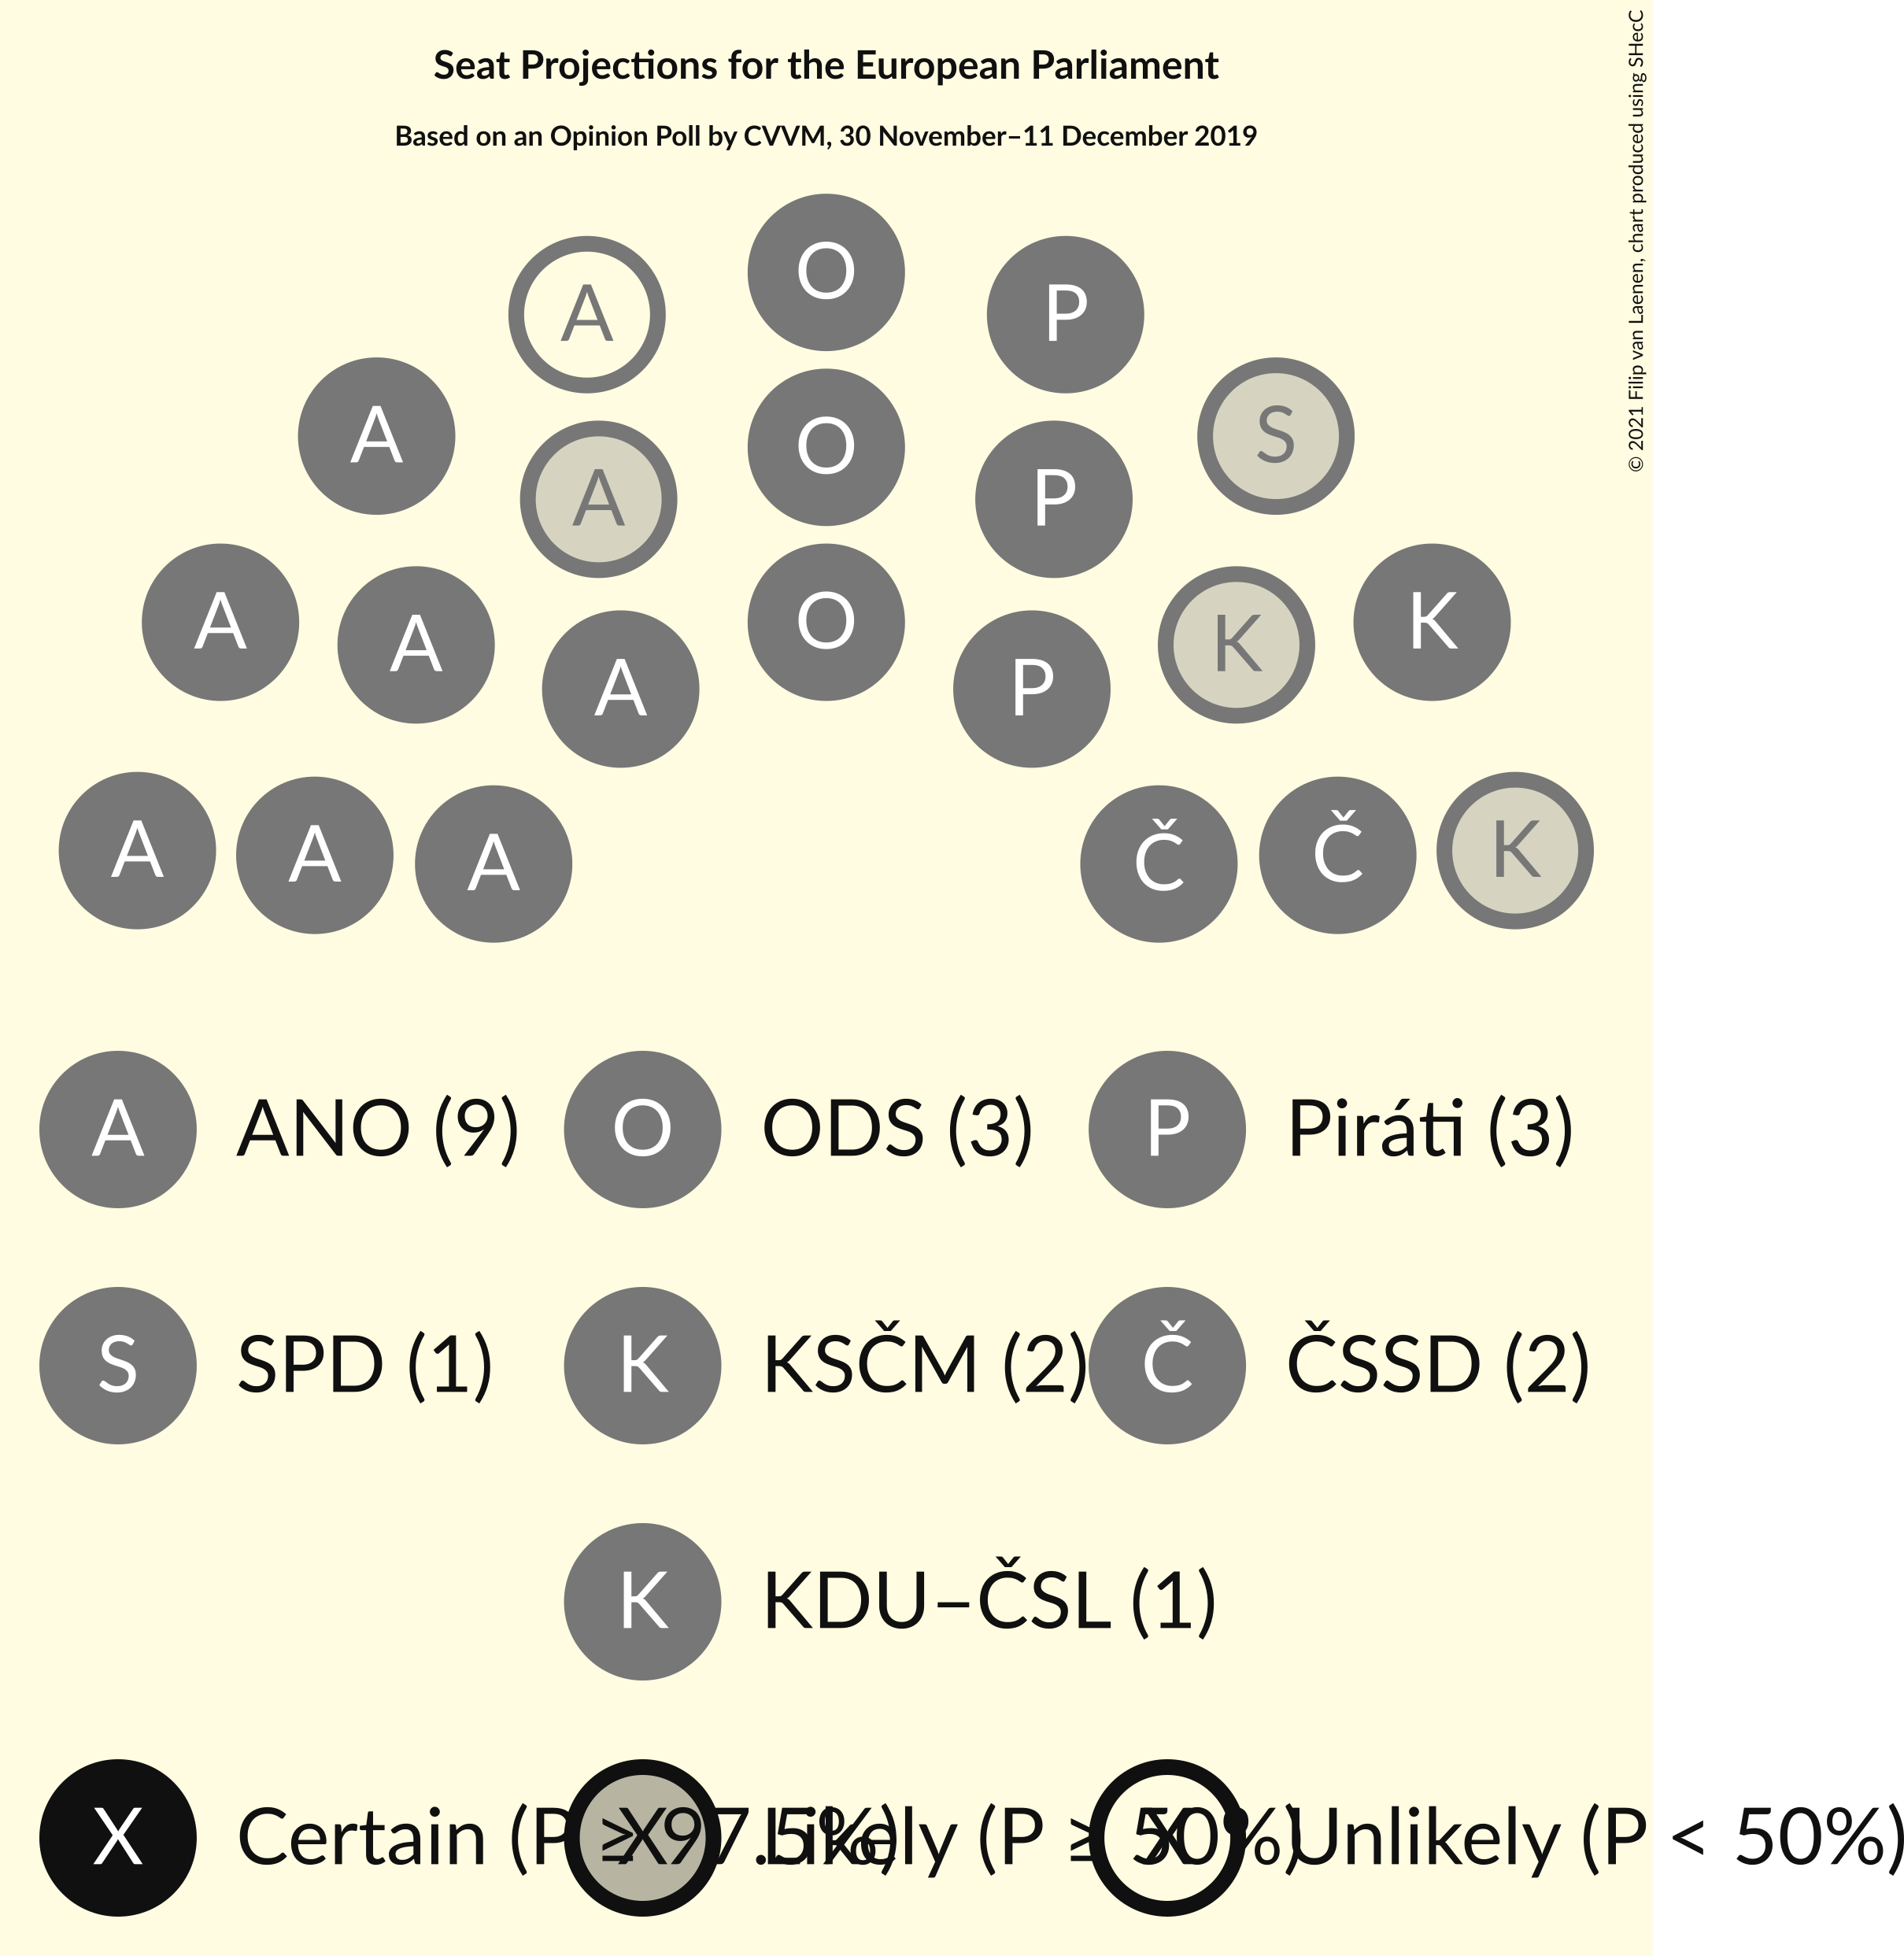 Seat Projections for the European Parliament
Based on an Opinion Poll by CVVM, 30 November–11 December 2019
© 2021 Filip van Laenen, chart produced using SHecC
O
A P
O
A S
A P
O
A K
A K
A P
A K
A Č
A Č
A ANO (9) O ODS (3) P Piráti (3)
S SPD (1) K KSČM (2) Č ČSSD (2)
K KDU–ČSL (1)
X Certain (P ≥ 97.5%) X Likely (P ≥ 50%) X Unlikely (P < 50%)